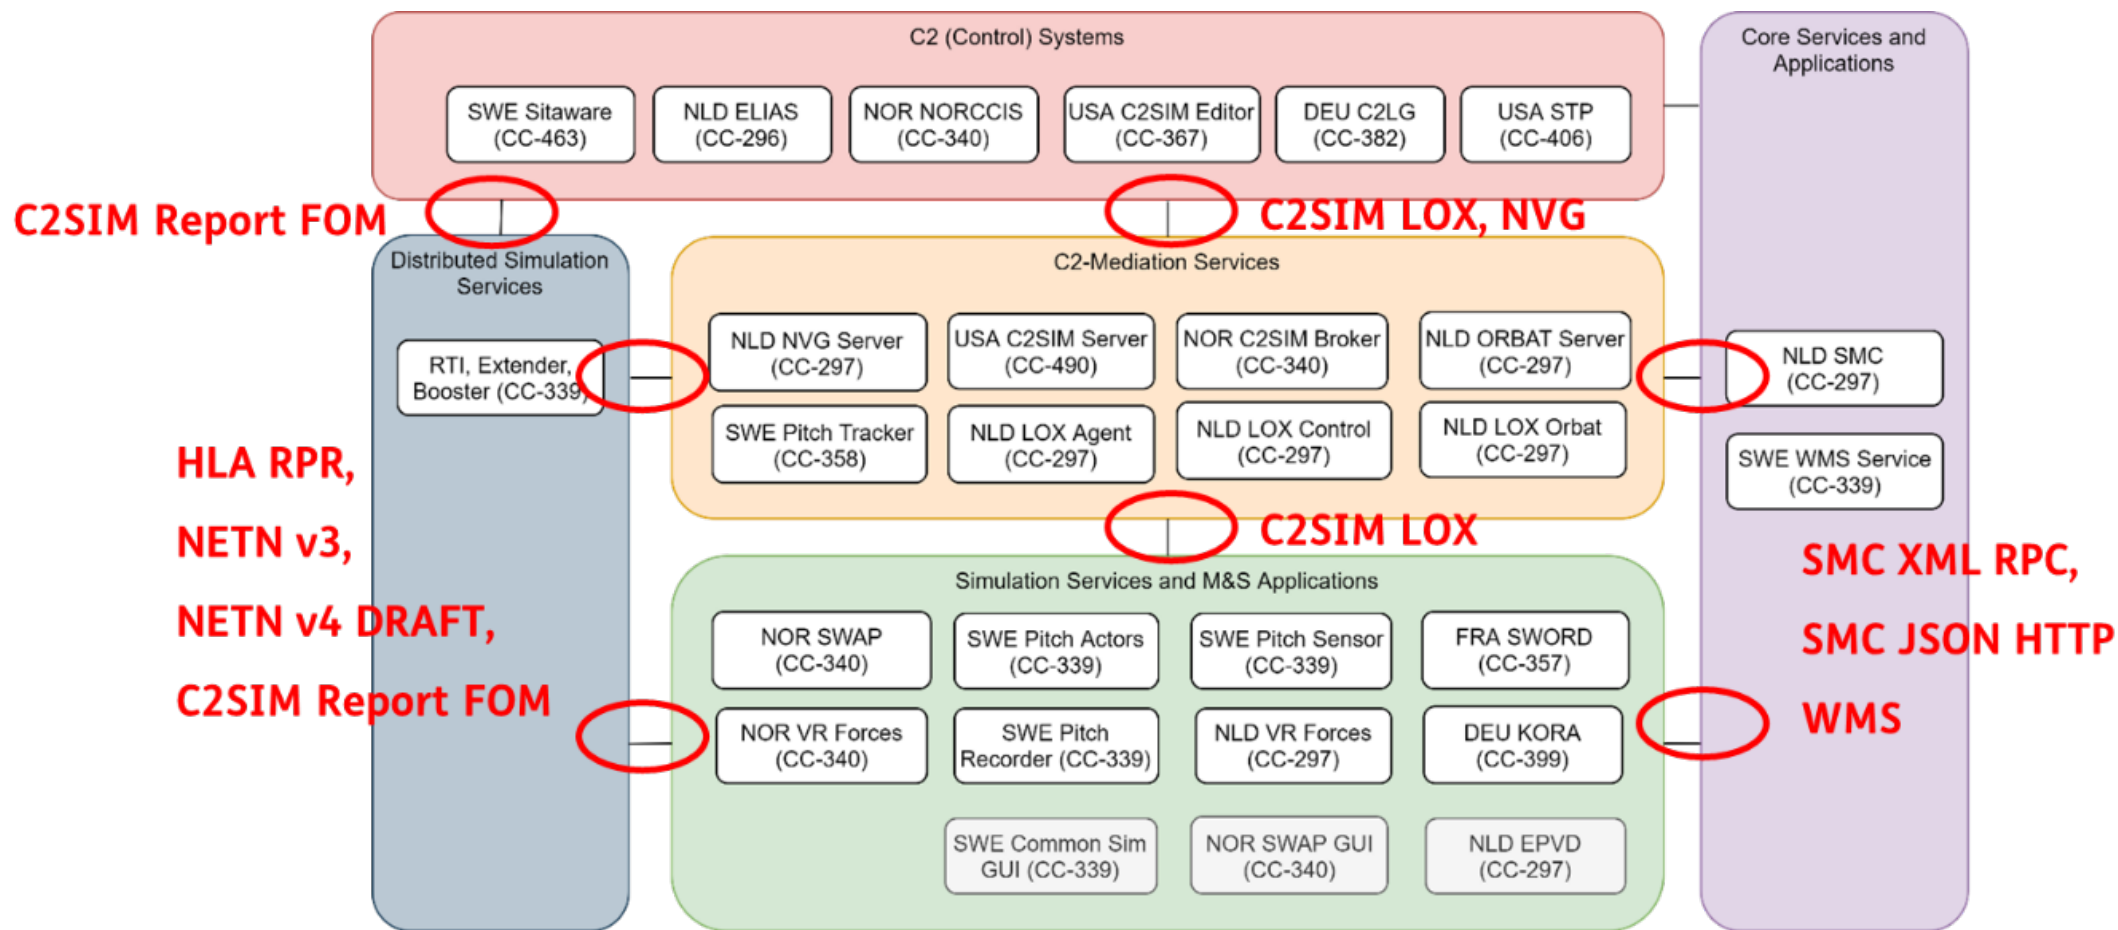 C2 (Control) Systems
SWE Sitaware
(CC-463)
NLD ELIAS
(CC-296)
NOR NORCCIS
(CC-340)
USA C2SIM Editor
(CC-367)
DEU C2LG
(CC-382)
USA STP
(CC-406)
Core Services and
Applications
C2SIM Report FOM
C2SIM LOX, NVG
Distributed Simulation
Services
RTI, Extender,
Booster (CC-339)
C2-Mediation Services
NLD NVG Server
(CC-297)
USA C2SIM Server
(CC-490)
NOR C2SIM Broker
(CC-340)
NLD ORBAT Server
(CC-297)
SWE Pitch Tracker
(CC-358)
NLD LOX Agent
(CC-297)
NLD LOX Control
(CC-297)
NLD LOX Orbat
(CC-297)
NLD SMC
(CC-297)
SWE WMS Service
(CC-339)
HLA RPR,
NETN v3,
NETN v4 DRAFT,
C2SIM Report FOM
C2SIM LOX
Simulation Services and M&S Applications
NOR SWAP
(CC-340)
SWE Pitch Actors
(CC-339)
SWE Pitch Sensor
(CC-339)
FRA SWORD
(CC-357)
NOR VR Forces
(CC-340)
SWE Pitch
Recorder (CC-339)
NLD VR Forces
(CC-297)
DEU KORA
(CC-399)
SWE Common Sim
GUI (CC-339)
NOR SWAP GUI
(CC-340)
NLD EPVD
(CC-297)
SMC XML RPC,
SMC JSON HTTP
WMS